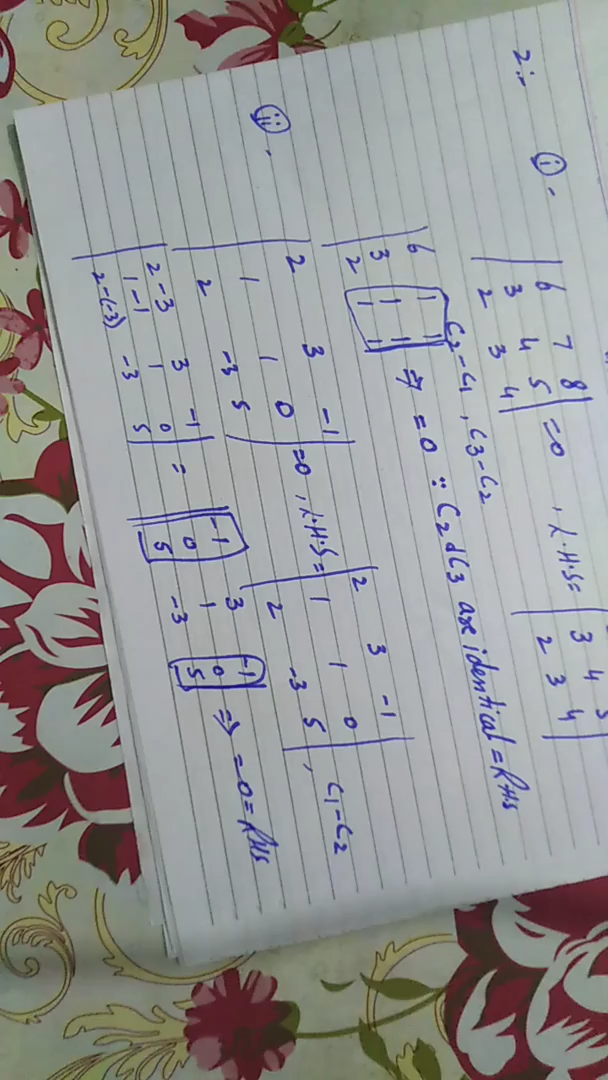 2:- (i) - | 6 7 8 | = 0 , L.H.S =
| 3 4 5 |
| 2 3 4 | | 3 4 5
2 3 4 |
C2-C1 , C3-C2
| 6 1 1
3 1 1
2 1 1 | ⇒ = 0 ∵ C2 & C3 are identical = RHS
(ii) - | 2 3 -1
1 1 0
2 -3 5 | = 0 , L.H.S = | 2 3 -1
1 1 0
2 -3 5 | , C1-C2
| 2-3 3 -1
1-1 1 0
2-(-3) -3 5 | = | -1 3 -1
0 1 0
5 -3 5 | ⇒ = 0 = RHS